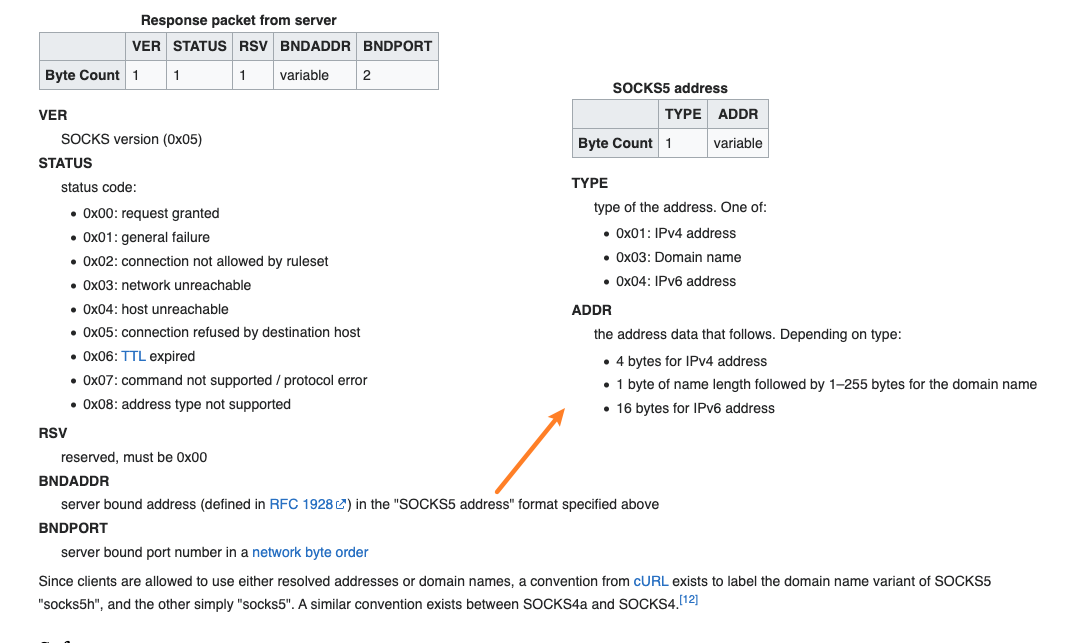 Response packet from server
VER STATUS RSV BNDADDR BNDPORT
Byte Count 1 1 1 variable 2
VER
SOCKS version (0x05)
STATUS
status code:
• 0x00: request granted
• 0x01: general failure
• 0x02: connection not allowed by ruleset
• 0x03: network unreachable
• 0x04: host unreachable
• 0x05: connection refused by destination host
• 0x06: TTL expired
• 0x07: command not supported / protocol error
• 0x08: address type not supported
RSV
reserved, must be 0x00
BNDADDR
server bound address (defined in RFC 1928) in the "SOCKS5 address" format specified above
BNDPORT
server bound port number in a network byte order
SOCKS5 address
TYPE ADDR
Byte Count 1 variable
TYPE
type of the address. One of:
• 0x01: IPv4 address
• 0x03: Domain name
• 0x04: IPv6 address
ADDR
the address data that follows. Depending on type:
• 4 bytes for IPv4 address
• 1 byte of name length followed by 1–255 bytes for the domain name
• 16 bytes for IPv6 address
Since clients are allowed to use either resolved addresses or domain names, a convention from cURL exists to label the domain name variant of SOCKS5
"socks5h", and the other simply "socks5". A similar convention exists between SOCKS4a and SOCKS4.[12]